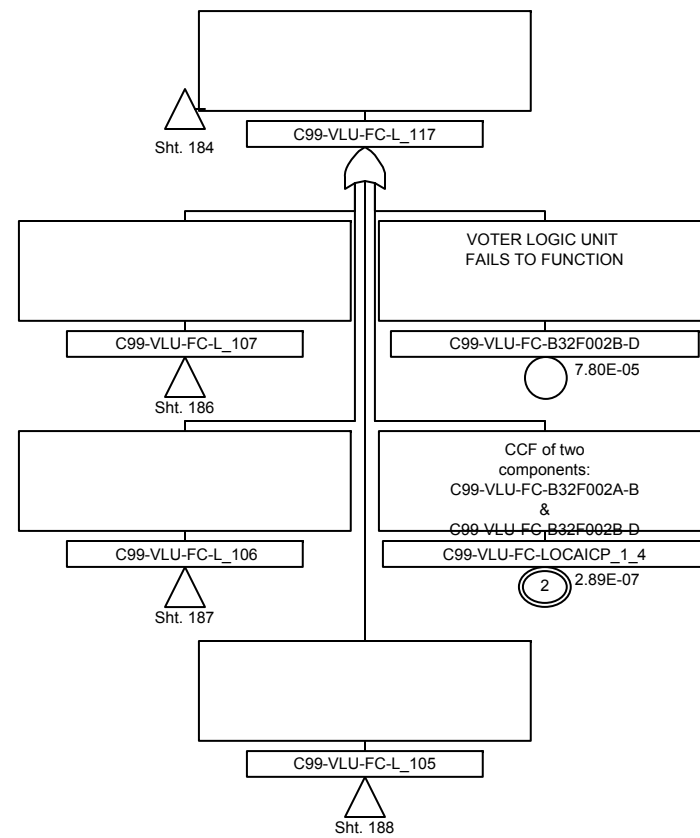 Sht. 184
C99-VLU-FC-L_117
VOTER LOGIC UNIT
FAILS TO FUNCTION
C99-VLU-FC-L_107
C99-VLU-FC-B32F002B-D
7.80E-05
Sht. 186
CCF of two
components:
C99-VLU-FC-B32F002A-B
&
C99-VLU-FC-B32F002B-D
C99-VLU-FC-L_106
C99-VLU-FC-LOCAICP_1_4
2
2.89E-07
Sht. 187
C99-VLU-FC-L_105
Sht. 188